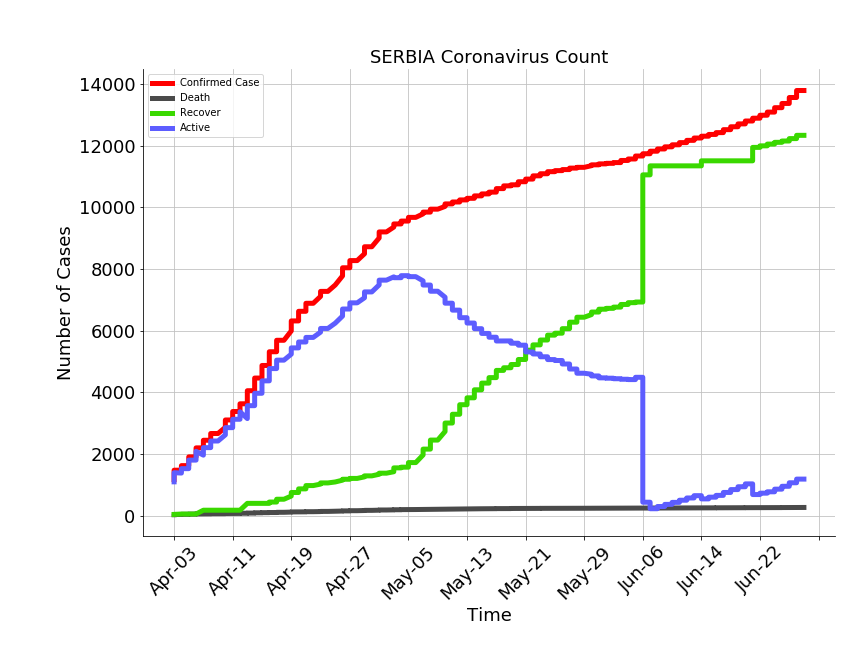 SERBIA Coronavirus Count
Confirmed Case
Death
Recover
Active
14000
12000
10000
8000
6000
4000
2000
0
Number of Cases
Apr-03
Apr-11
Apr-19
Apr-27
May-05
May-13
May-21
May-29
Jun-06
Jun-14
Jun-22
Time